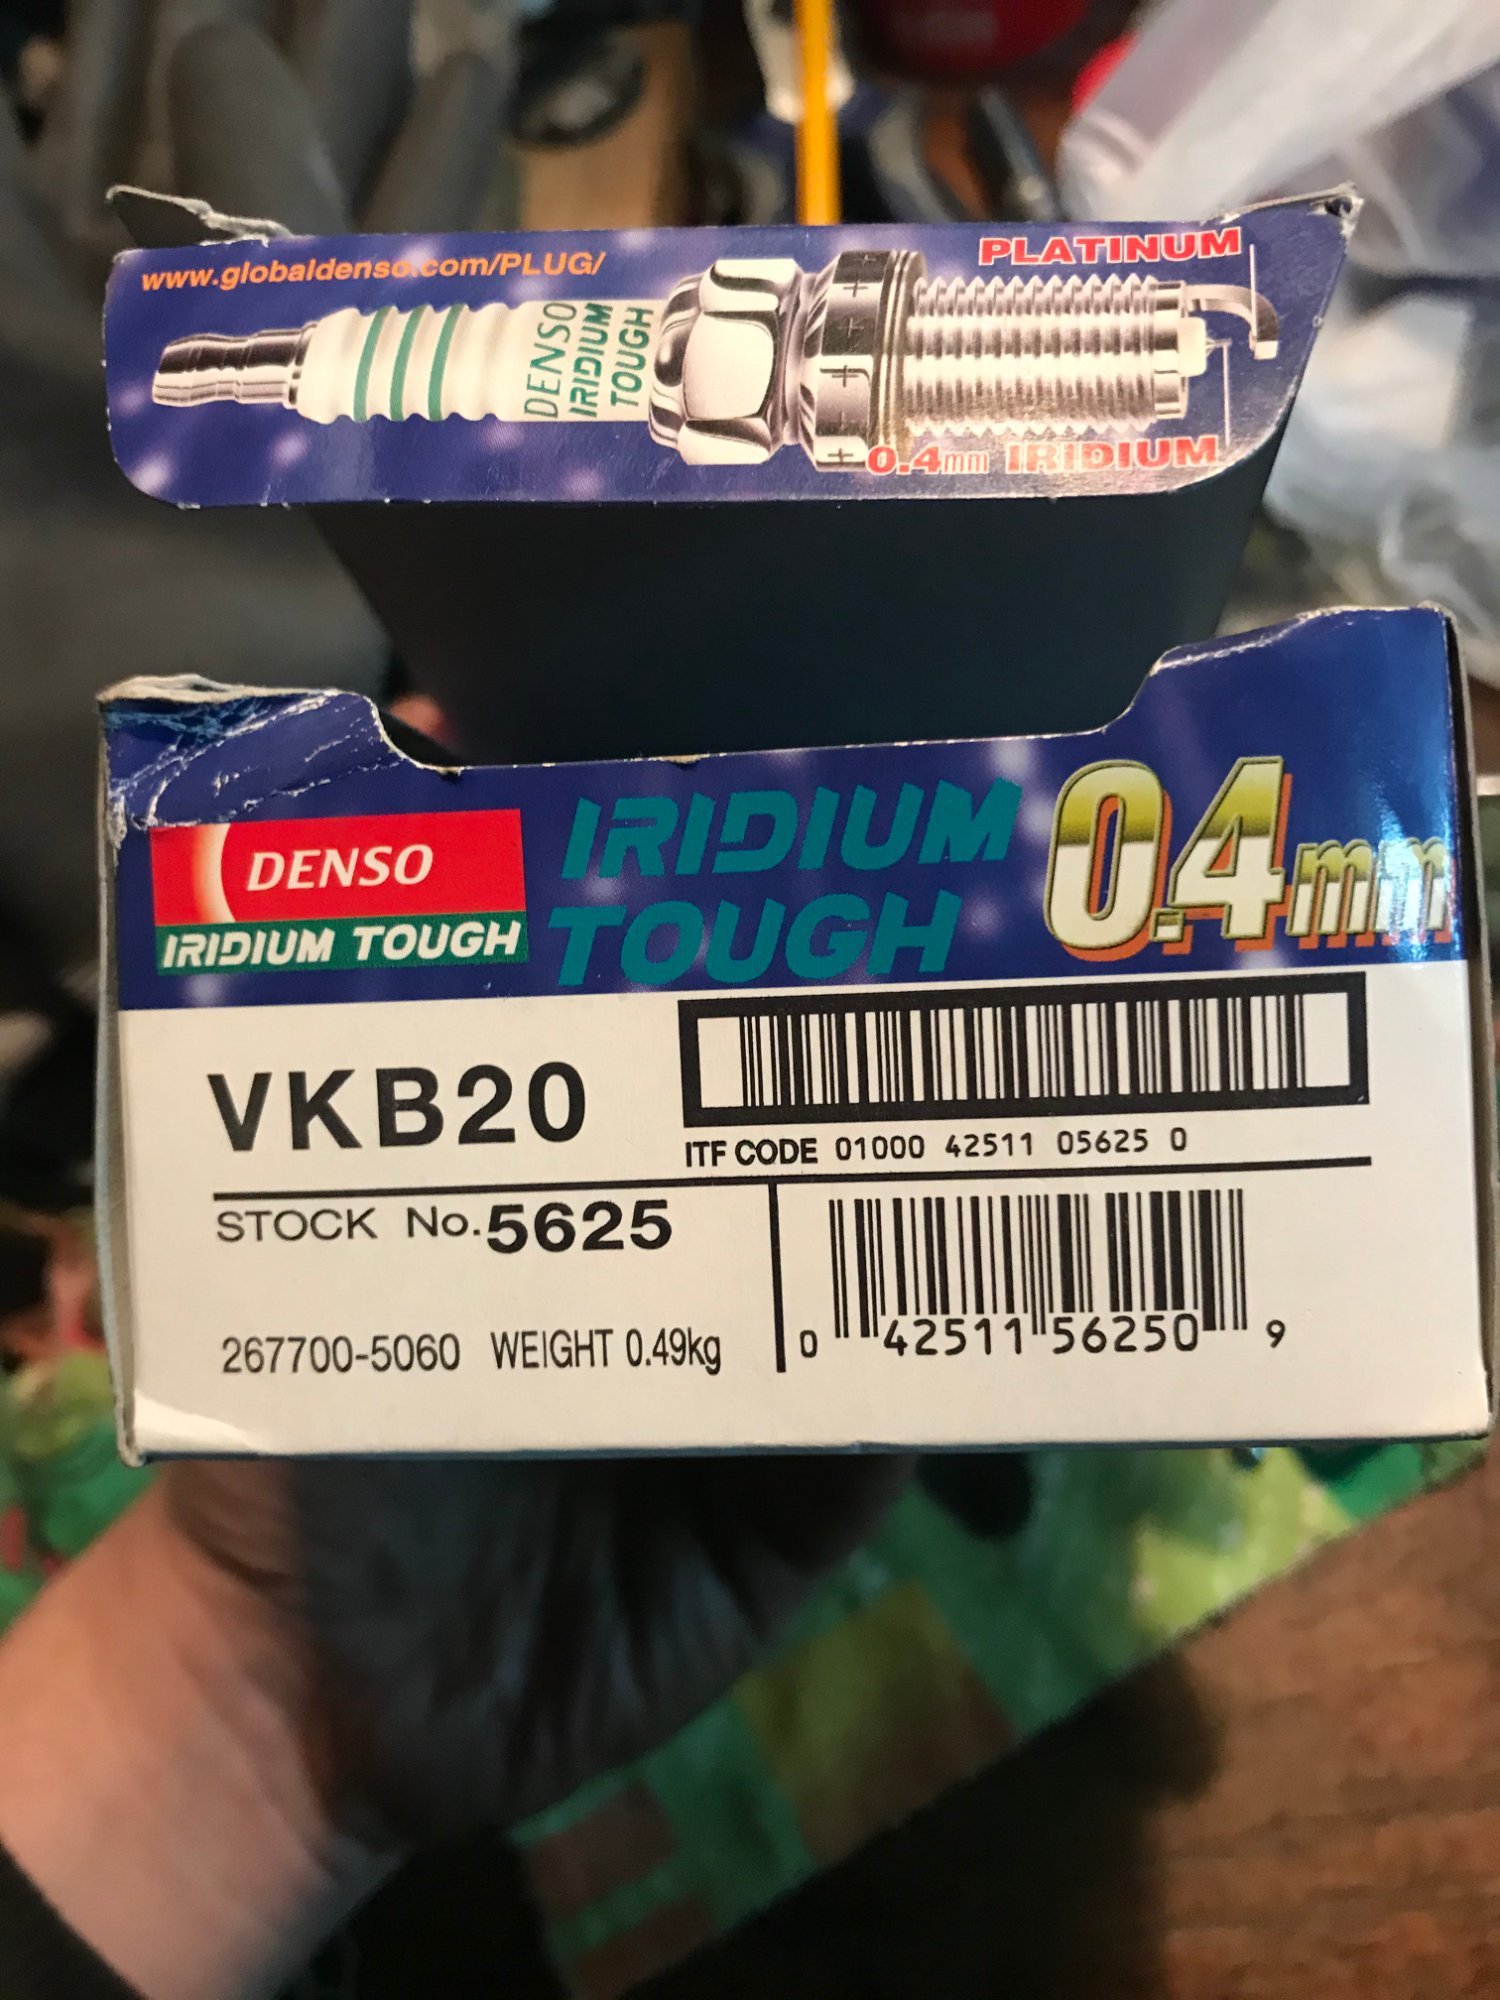 www.globaldenso.com/PLUG/
PLATINUM
DENSO
IRIDIUM
TOUGH
0.4mm IRIDIUM
DENSO
IRIDIUM TOUGH
IRIDIUM
TOUGH
0.4mm
VKB20
ITF CODE 01000 42511 05625 0
STOCK No.5625
267700-5060 WEIGHT 0.49kg
0 42511 56250 9